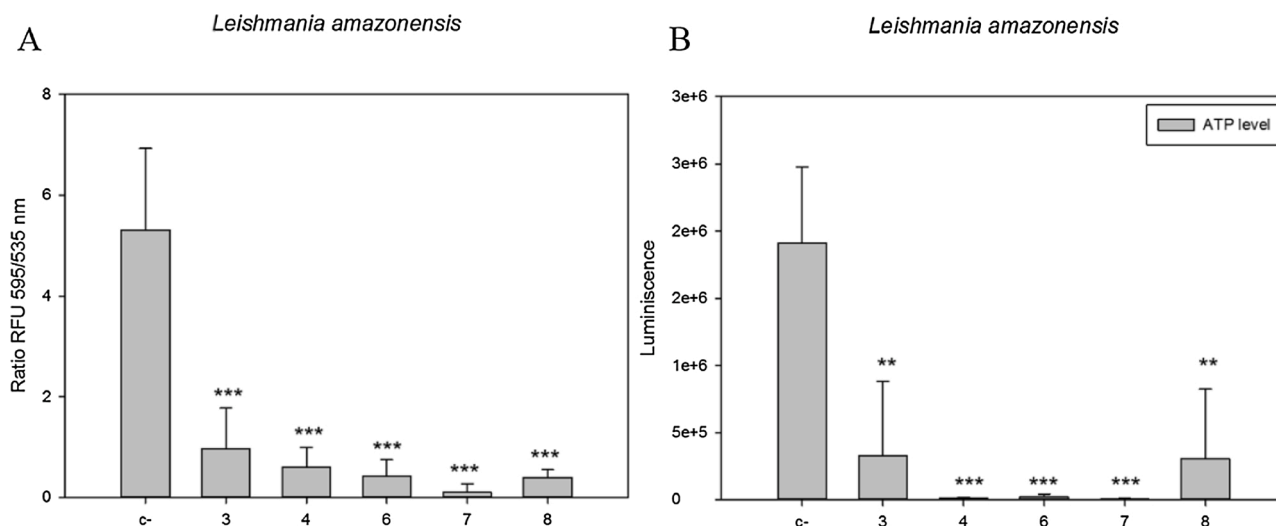 Leishmania amazonensis
A
8
6
4
2
0
Ratio RFU 595/535 nm
***
***
***
***
***
c- 3 4 6 7 8
Leishmania amazonensis
B
3e+6
3e+6
2e+6
2e+6
1e+6
5e+5
0
Luminiscence
ATP level
**
***
***
***
**
c- 3 4 6 7 8